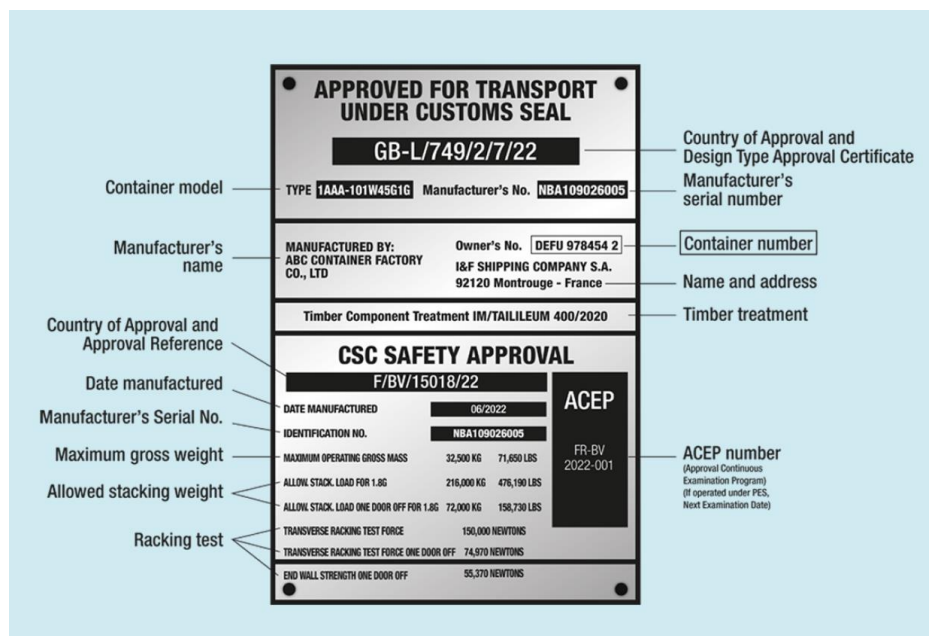 APPROVED FOR TRANSPORT
UNDER CUSTOMS SEAL
GB-L/749/2/7/22
Country of Approval and
Design Type Approval Certificate
Container model
TYPE 1AAA-101W45G1G Manufacturer's No. NBA109026005
Manufacturer's
serial number
Manufacturer's
name
MANUFACTURED BY:
ABC CONTAINER FACTORY
CO., LTD
Owner's No. DEFU 978454 2
Container number
I&F SHIPPING COMPANY S.A.
92120 Montrouge - France
Name and address
Timber Component Treatment IM/TAILILEUM 400/2020
Timber treatment
Country of Approval and
Approval Reference
CSC SAFETY APPROVAL
F/BV/15018/22
Date manufactured
DATE MANUFACTURED 06/2022
Manufacturer's Serial No.
IDENTIFICATION NO. NBA109026005
Maximum gross weight
MAXIMUM OPERATING GROSS MASS 32,500 KG 71,650 LBS
Allowed stacking weight
ALLOW. STACK. LOAD FOR 1.8G 216,000 KG 476,190 LBS
ALLOW. STACK. LOAD ONE DOOR OFF FOR 1.8G 72,000 KG 158,730 LBS
Racking test
TRANSVERSE RACKING TEST FORCE 150,000 NEWTONS
TRANSVERSE RACKING TEST FORCE ONE DOOR OFF 74,970 NEWTONS
END WALL STRENGTH ONE DOOR OFF 55,370 NEWTONS
ACEP
FR-BV
2022-001
ACEP number
(Approval Continuous
Examination Program)
(If operated under PES,
Next Examination Date)